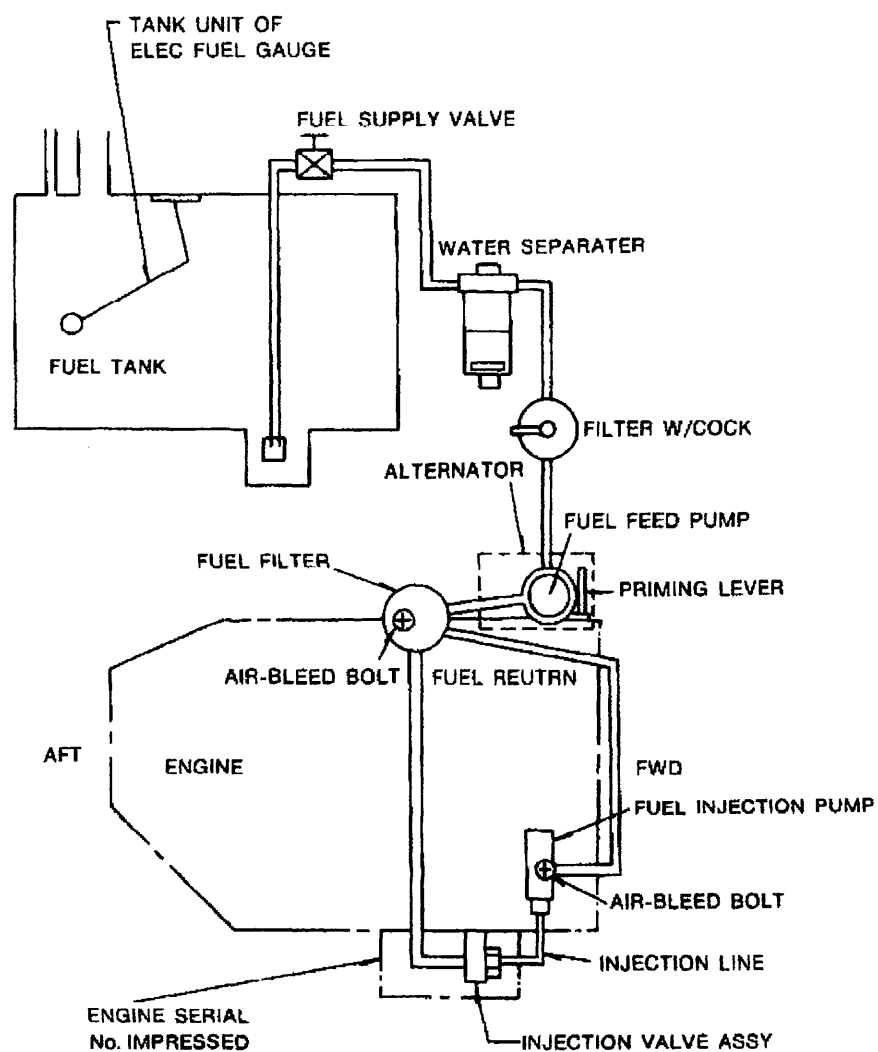 TANK UNIT OF
ELEC FUEL GAUGE
FUEL SUPPLY VALVE
WATER SEPARATER
FUEL TANK
FILTER W/COCK
ALTERNATOR
FUEL FEED PUMP
FUEL FILTER
PRIMING LEVER
AIR-BLEED BOLT
FUEL REUTRN
AFT
ENGINE
FWD
FUEL INJECTION PUMP
AIR-BLEED BOLT
INJECTION LINE
ENGINE SERIAL
No. IMPRESSED
INJECTION VALVE ASSY